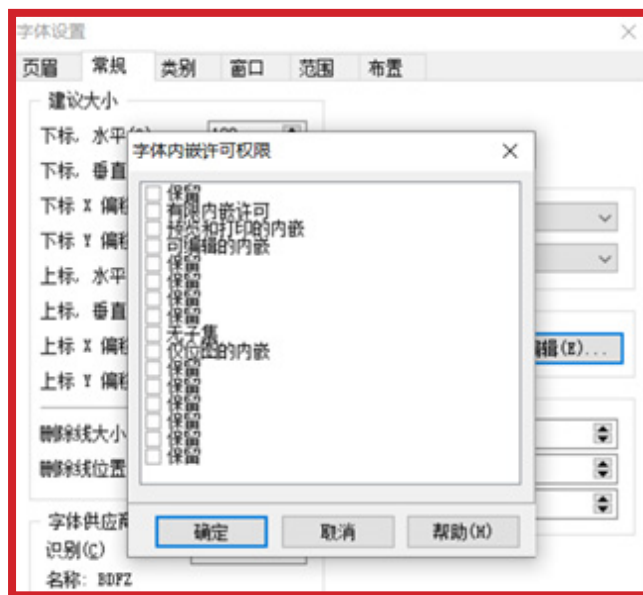 字体设置
页眉 常规 类别 窗口 范围 布置
建议大小
下标, 水平
下标, 垂直
下标 X 偏移
下标 Y 偏移
上标, 水平
上标, 垂直
上标 X 偏移
上标 Y 偏移
删除线大小
删除线位置
字体供应商
识别(C)
名称: BDFZ
编辑(E)...
字体内嵌许可权限
保留
有限内嵌许可
预览和打印的内嵌
可编辑的内嵌
保留
保留
保留
保留
无子集
仅位图的内嵌
保留
保留
保留
保留
保留
保留
确定 取消 帮助(H)